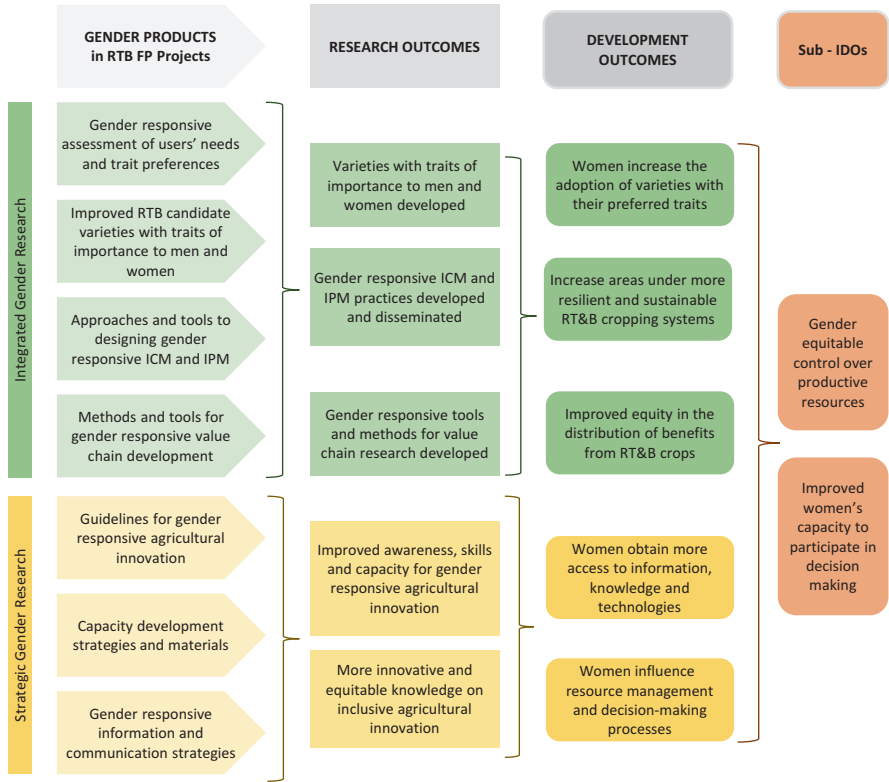 GENDER PRODUCTS
in RTB FP Projects
RESEARCH OUTCOMES
DEVELOPMENT
OUTCOMES
Sub - IDOs
Integrated Gender Research
Gender responsive
assessment of users' needs
and trait preferences
Improved RTB candidate
varieties with traits of
importance to men and
women
Approaches and tools to
designing gender
responsive ICM and IPM
Methods and tools for
gender responsive value
chain development
Varieties with traits of
importance to men and
women developed
Gender responsive ICM and
IPM practices developed
and disseminated
Gender responsive tools
and methods for value
chain research developed
Women increase the
adoption of varieties with
their preferred traits
Increase areas under more
resilient and sustainable
RT&B cropping systems
Improved equity in the
distribution of benefits
from RT&B crops
Strategic Gender Research
Guidelines for gender
responsive agricultural
innovation
Capacity development
strategies and materials
Gender responsive
information and
communication strategies
Improved awareness, skills
and capacity for gender
responsive agricultural
innovation
More innovative and
equitable knowledge on
inclusive agricultural
innovation
Women obtain more
access to information,
knowledge and
technologies
Women influence
resource management
and decision-making
processes
Gender
equitable
control over
productive
resources
Improved
women's
capacity to
participate in
decision
making